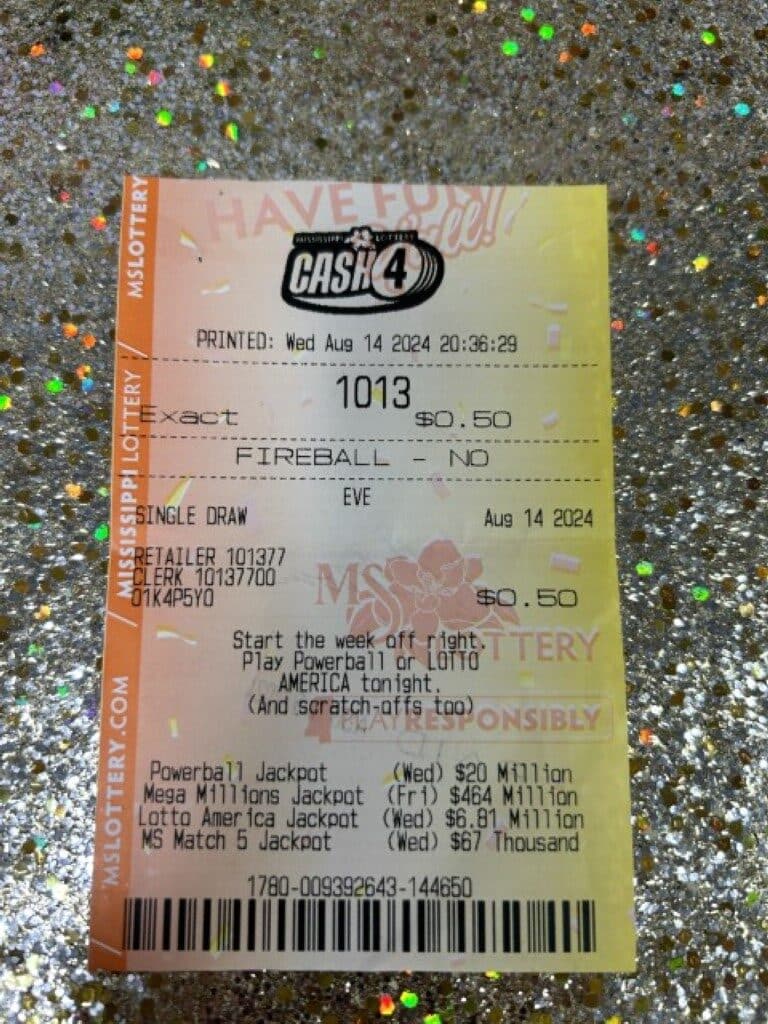 HAVE FUN
MISSISSIPPI LOTTERY
CASH 4
PRINTED: Wed Aug 14 2024 20:36:29
1013
Exact $0.50
FIREBALL - NO
EVE
SINGLE DRAW Aug 14 2024
RETAILER 101377
CLERK 10137700
01K4P5Y0 $0.50
MS LOTTERY
Start the week off right.
Play Powerball or LOTTO
AMERICA tonight.
(And scratch-offs too)
PLAY RESPONSIBLY
Powerball Jackpot (Wed) $20 Million
Mega Millions Jackpot (Fri) $464 Million
Lotto America Jackpot (Wed) $6.81 Million
MS Match 5 Jackpot (Wed) $67 Thousand
1780-009392643-144650
MSLOTTERY.COM / MISSISSIPPI LOTTERY / MSLOTTERY